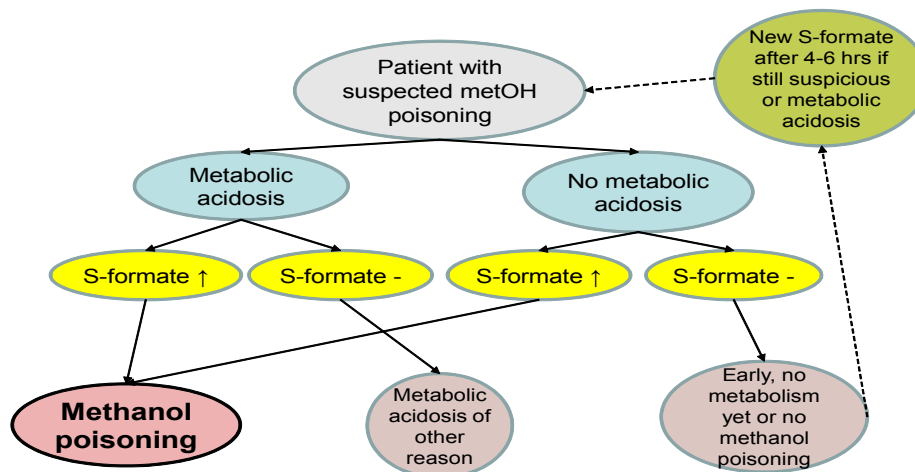 New S-formate
after 4-6 hrs if
still suspicious
or metabolic
acidosis
Patient with
suspected metOH
poisoning
Metabolic
acidosis
No metabolic
acidosis
S-formate ↑
S-formate -
S-formate ↑
S-formate -
Methanol
poisoning
Metabolic
acidosis of
other
reason
Early, no
metabolism
yet or no
methanol
poisoning